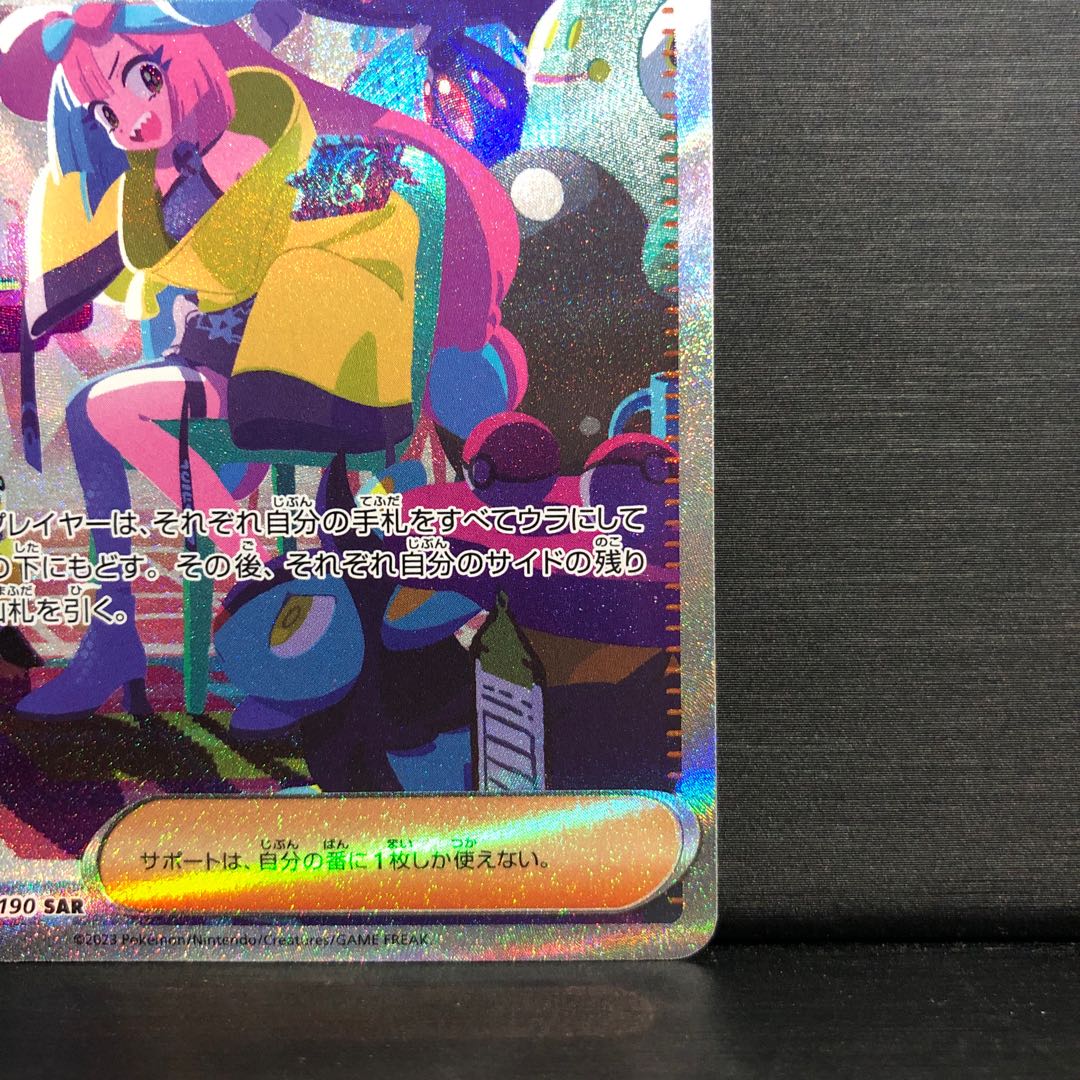 プレイヤーは、それぞれ自分の手札をすべてウラにして
の下にもどす。その後、それぞれ自分のサイドの残り
山札を引く。
サポートは、自分の番に1枚しか使えない。
190 SAR
©2023 Pokémon/Nintendo/Creatures/GAME FREAK.